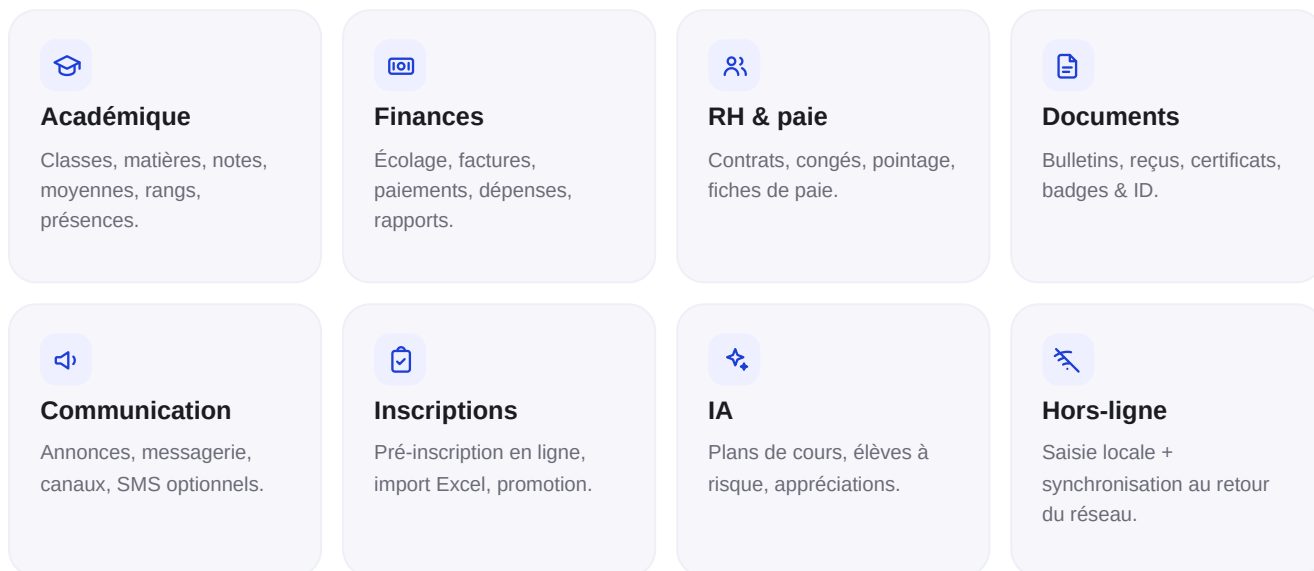 Académique
Classes, matières, notes,
moyennes, rangs,
présences.
Finances
Écolage, factures,
paiements, dépenses,
rapports.
RH & paie
Contrats, congés, pointage,
fiches de paie.
Documents
Bulletins, reçus, certificats,
badges & ID.
Communication
Annonces, messagerie,
canaux, SMS optionnels.
Inscriptions
Pré-inscription en ligne,
import Excel, promotion.
IA
Plans de cours, élèves à
risque, appréciations.
Hors-ligne
Saisie locale +
synchronisation au retour
du réseau.